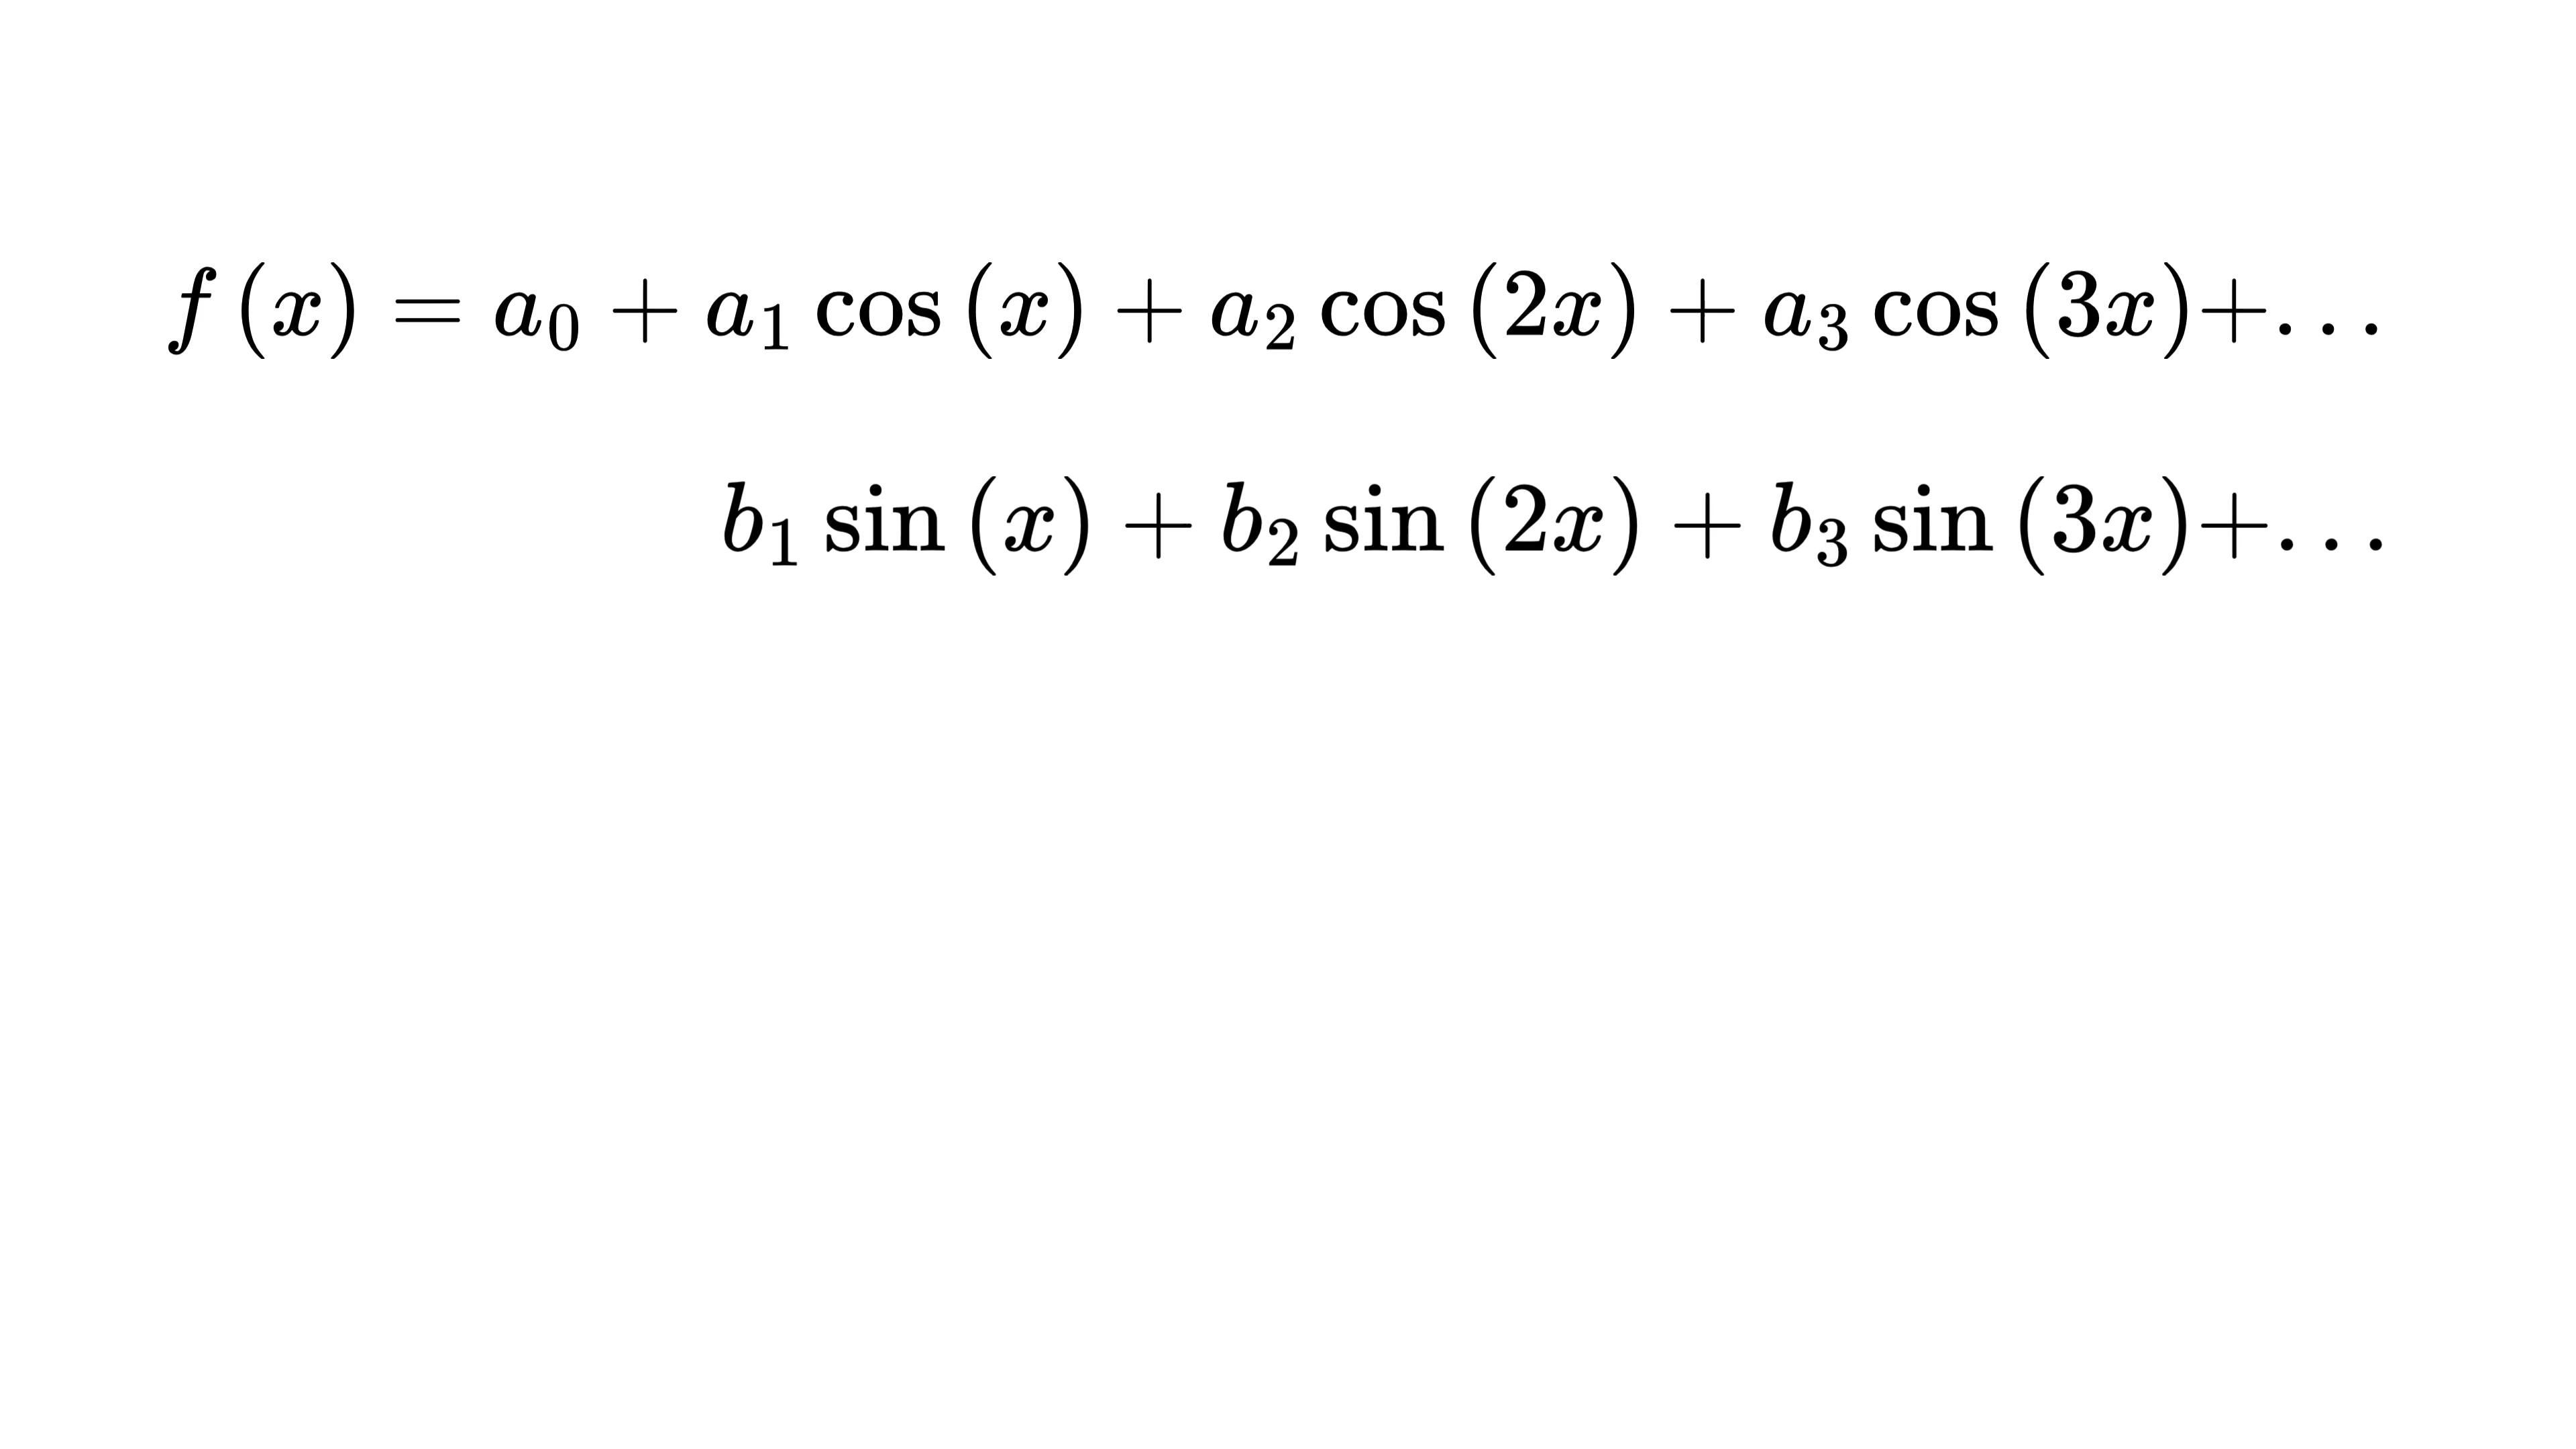 f(x) = a₀ + a₁ cos(x) + a₂ cos(2x) + a₃ cos(3x)+...
b₁ sin(x) + b₂ sin(2x) + b₃ sin(3x)+...